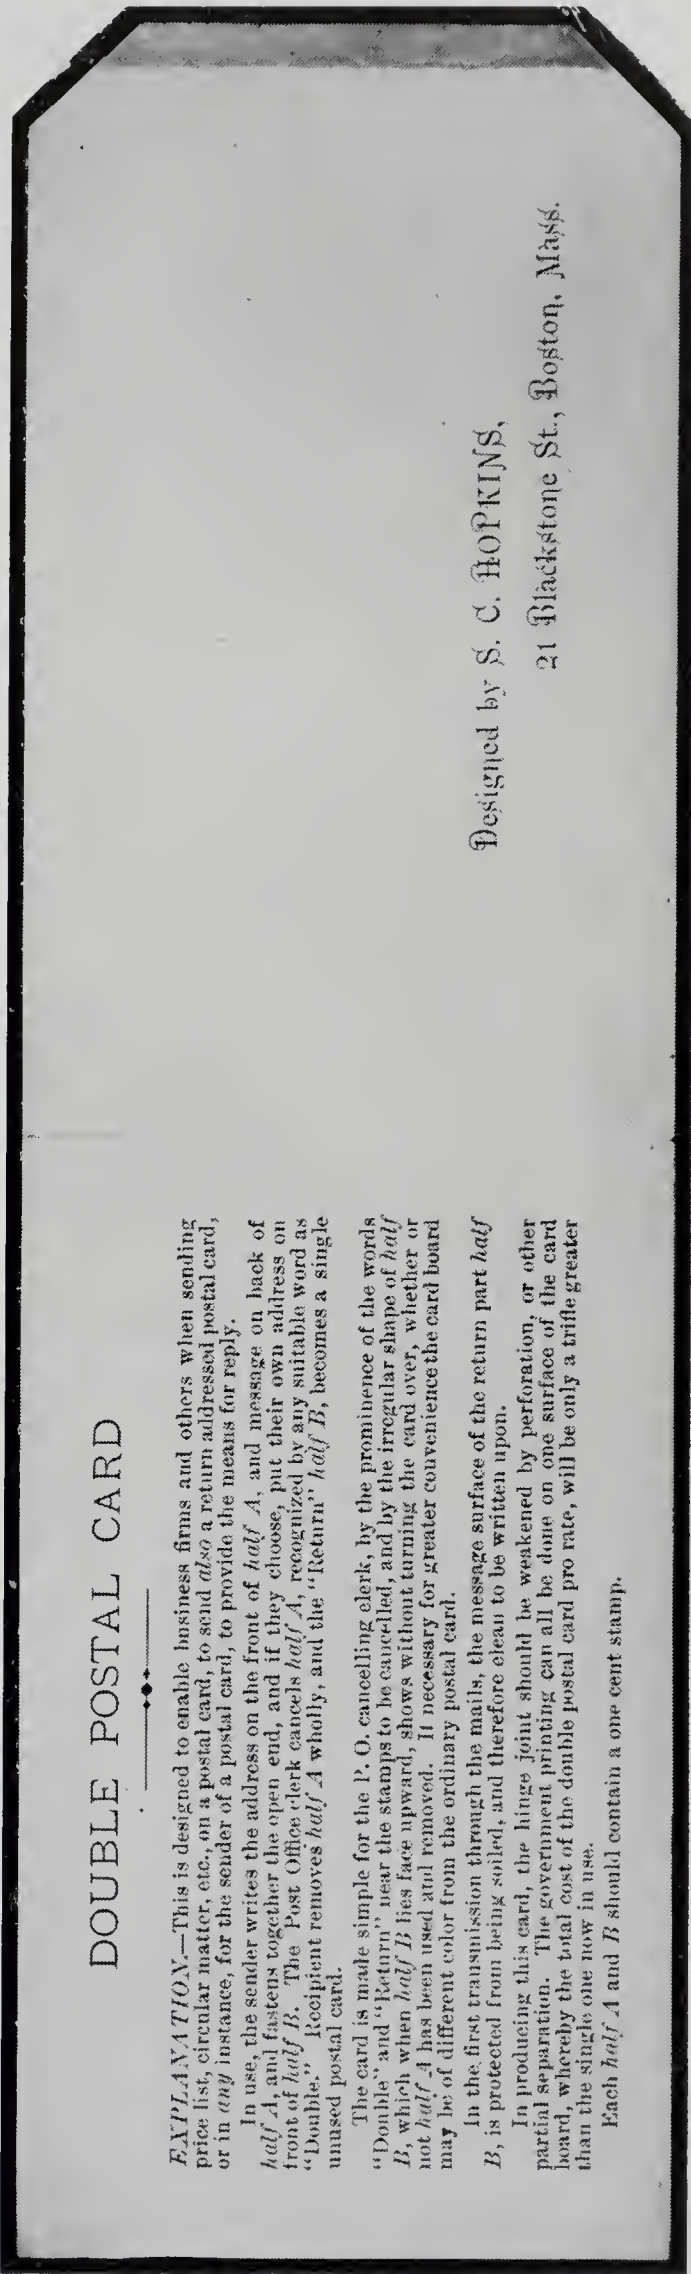 DOUBLE POSTAL CARD
EXPLANATION.—This is designed to enable business firms and others when sending
price list, circular matter, etc., on a postal card, to send also a return addressed postal card,
or in any instance, for the sender of a postal card, to provide the means for reply.
In use, the sender writes the address on the front of half A, and message on back of
half A, and fastens together the open end, and if they choose, put their own address on
front of half B. The Post Office clerk cancels half A, recognized by any suitable word as
"Double." Recipient removes half A wholly, and the "Return" half B, becomes a single
unused postal card.
The card is made simple for the P. O. cancelling clerk, by the prominence of the words
"Double" and "Return" near the stamps to be cancelled, and by the irregular shape of half
B, which when half B lies face upward, shows without turning the card over, whether or
not half A has been used and removed. If necessary for greater convenience the card board
may be of different color from the ordinary postal card.
In the first transmission through the mails, the message surface of the return part half
B, is protected from being soiled, and therefore clean to be written upon.
In producing this card, the hinge joint should be weakened by perforation, or other
partial separation. The government printing can all be done on one surface of the card
board, whereby the total cost of the double postal card pro rate, will be only a trifle greater
than the single one now in use.
Each half A and B should contain a one cent stamp.
Designed by S. C. HOPKINS,
21 Blackstone St., Boston, Mass.